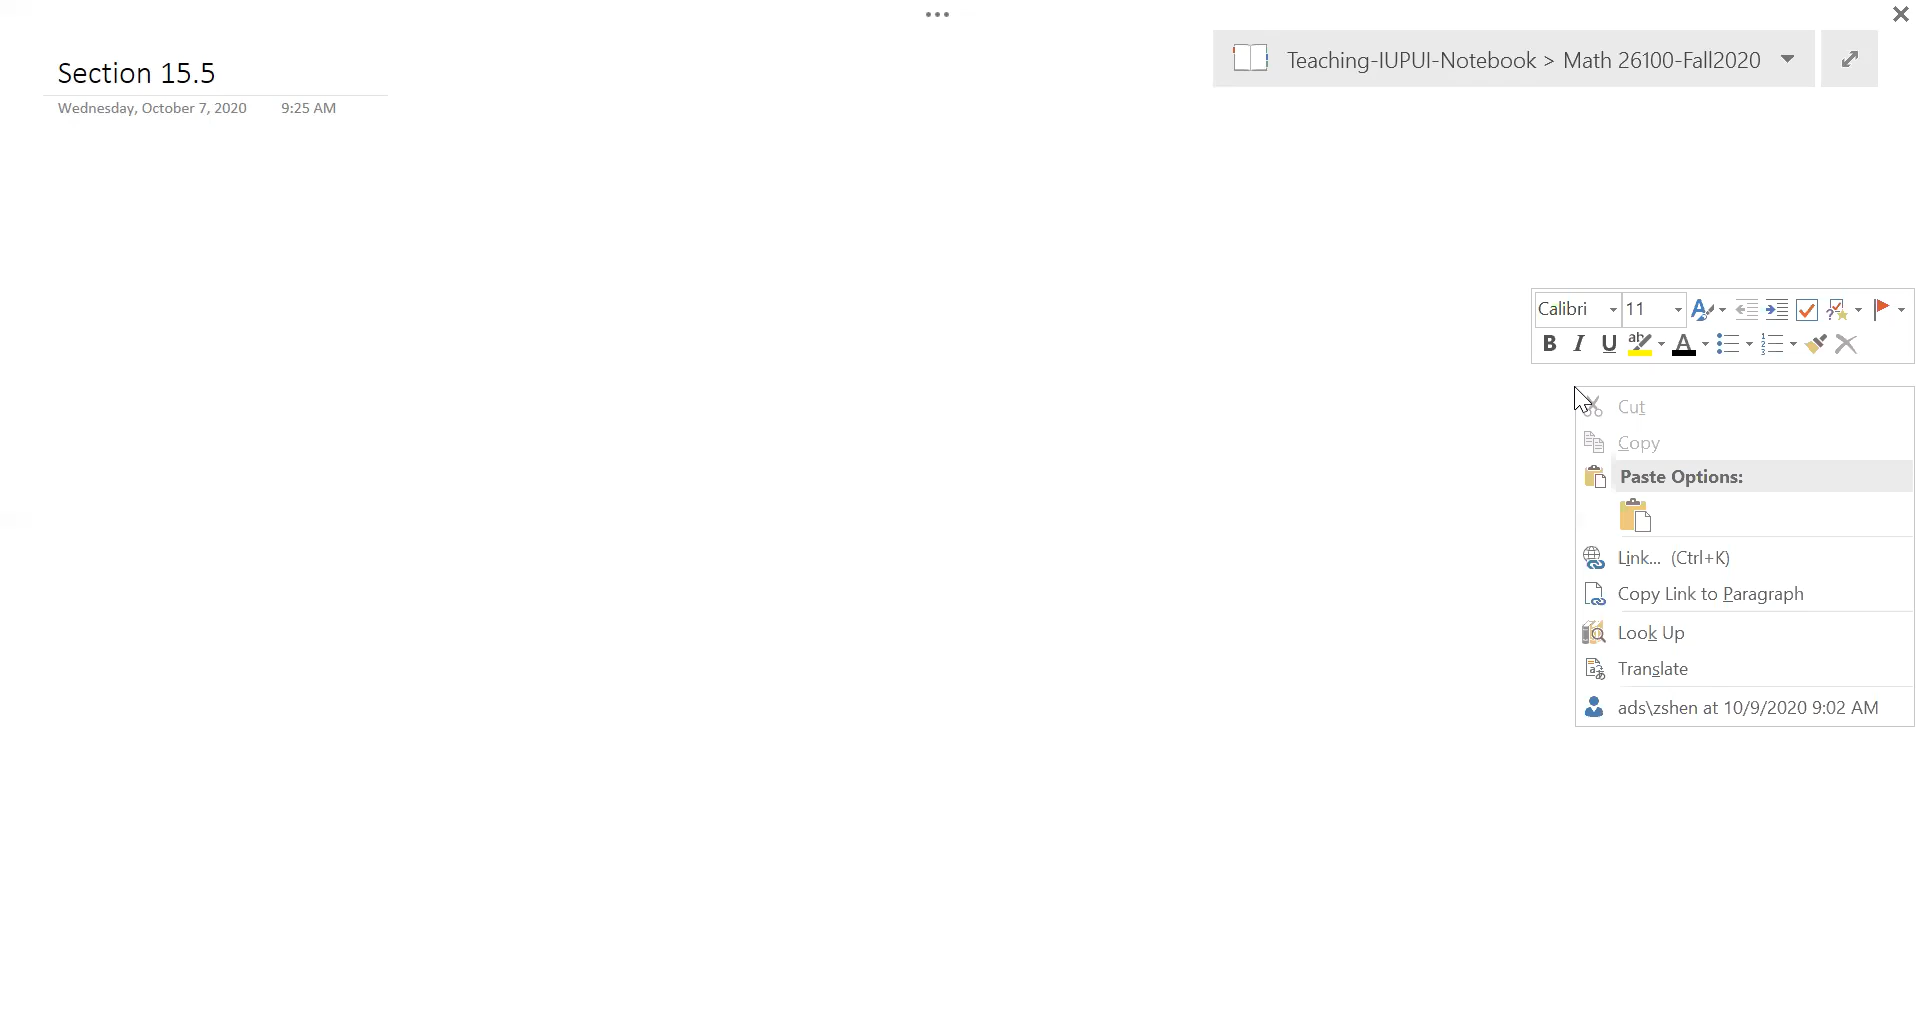 Teaching-IUPUI-Notebook > Math 26100-Fall2020
Section 15.5
Wednesday, October 7, 2020 9:25 AM
Calibri 11
B I U
Cut
Copy
Paste Options:
Link... (Ctrl+K)
Copy Link to Paragraph
Look Up
Translate
ads\zshen at 10/9/2020 9:02 AM